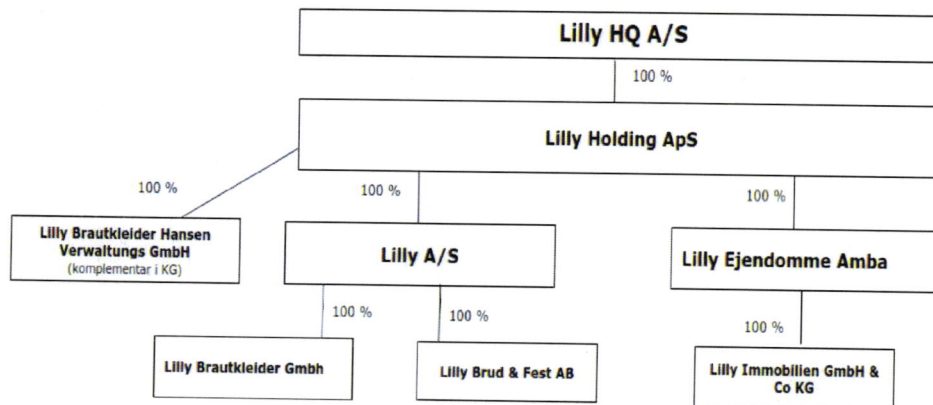 Lilly HQ A/S
100 %
Lilly Holding ApS
100 %
100 %
100 %
Lilly Brautkleider Hansen
Verwaltungs GmbH
(komplementar i KG)
Lilly A/S
Lilly Ejendomme Amba
100 %
100 %
100 %
Lilly Brautkleider Gmbh
Lilly Brud & Fest AB
Lilly Immobilien GmbH &
Co KG